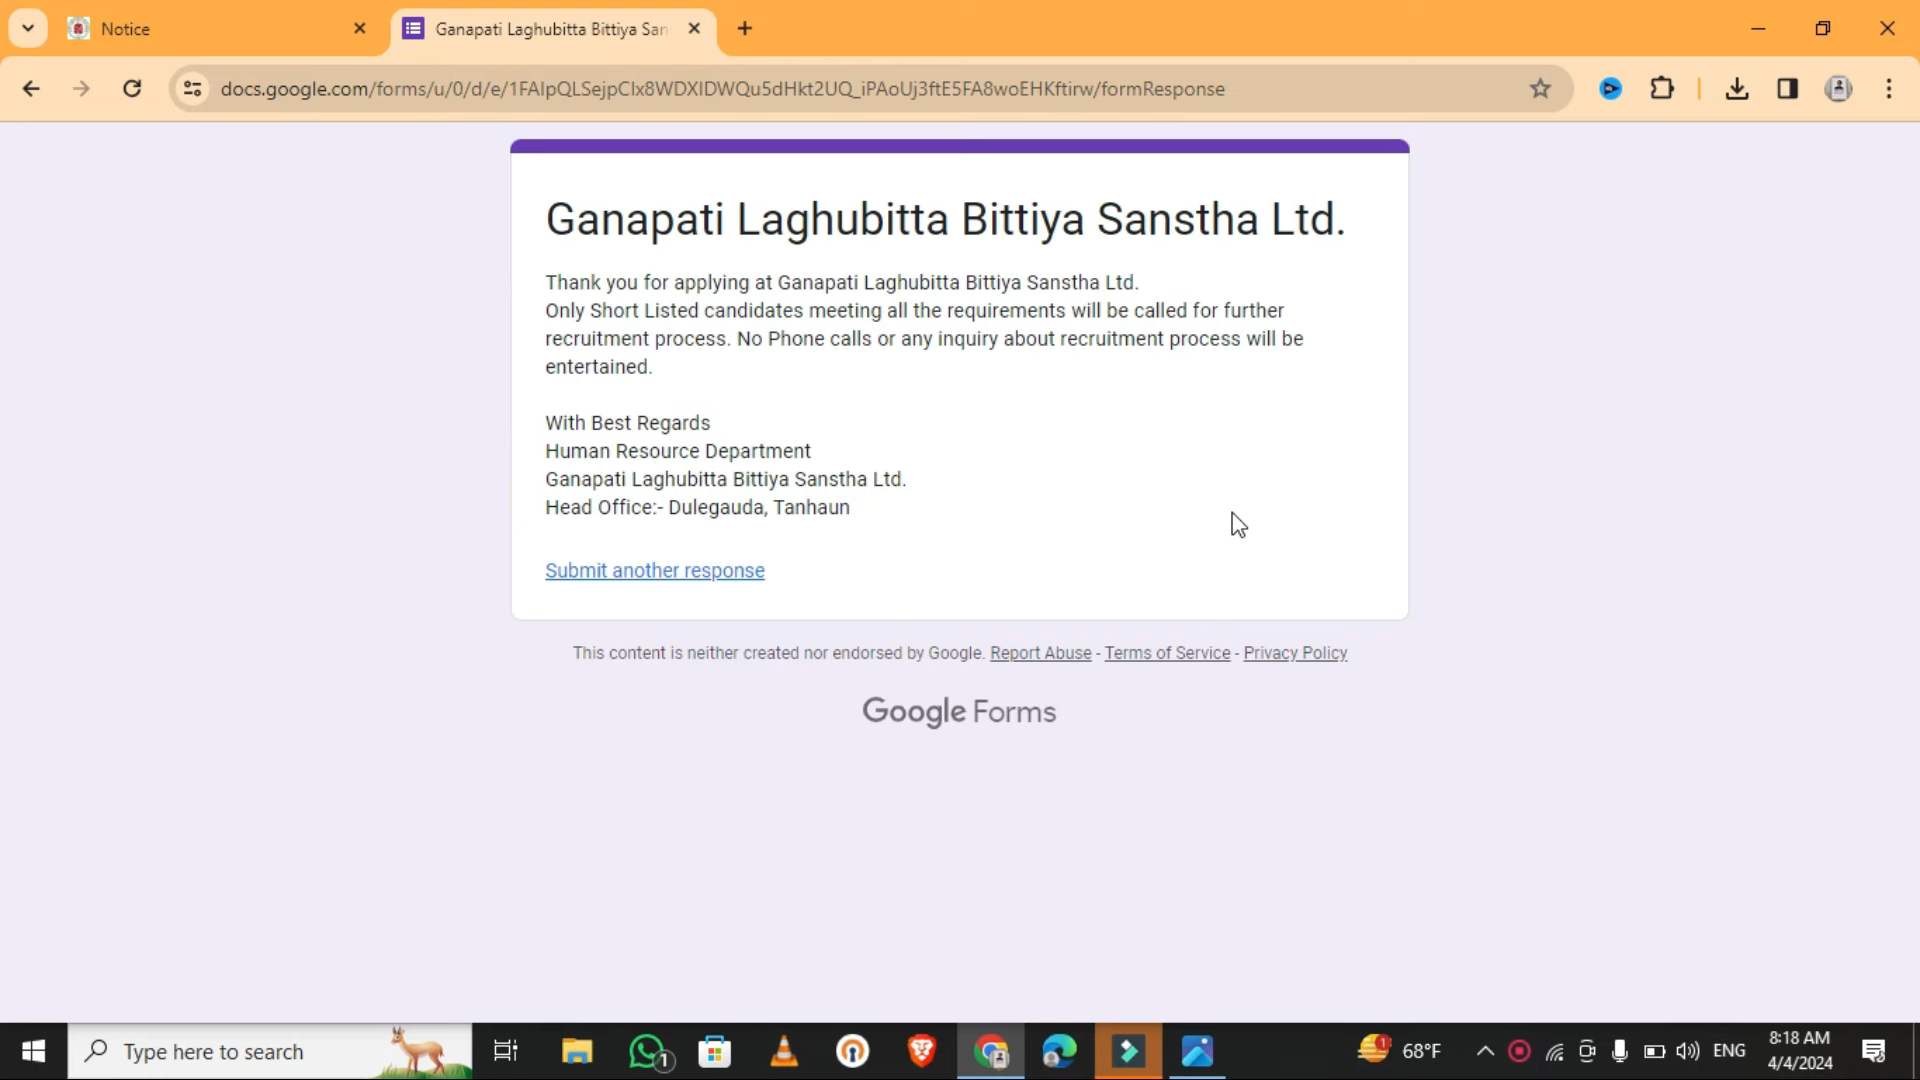 Notice
Ganapati Laghubitta Bittiya San
docs.google.com/forms/u/0/d/e/1FAIpQLSejpCIx8WDXIDWQu5dHkt2UQ_iPAoUj3ftE5FA8woEHKftirw/formResponse
Ganapati Laghubitta Bittiya Sanstha Ltd.
Thank you for applying at Ganapati Laghubitta Bittiya Sanstha Ltd.
Only Short Listed candidates meeting all the requirements will be called for further
recruitment process. No Phone calls or any inquiry about recruitment process will be
entertained.
With Best Regards
Human Resource Department
Ganapati Laghubitta Bittiya Sanstha Ltd.
Head Office:- Dulegauda, Tanhaun
Submit another response
This content is neither created nor endorsed by Google. Report Abuse - Terms of Service - Privacy Policy
Google Forms
Type here to search
1
1
68°F
ENG
8:18 AM
4/4/2024